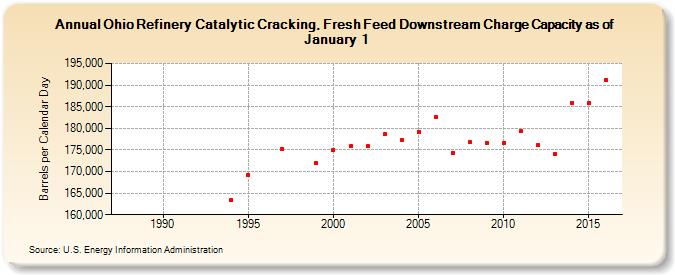 Annual Ohio Refinery Catalytic Cracking, Fresh Feed Downstream Charge Capacity as of
January 1
Barrels per Calendar Day
195,000
190,000
185,000
180,000
175,000
170,000
165,000
160,000
1990 1995 2000 2005 2010 2015
Source: U.S. Energy Information Administration